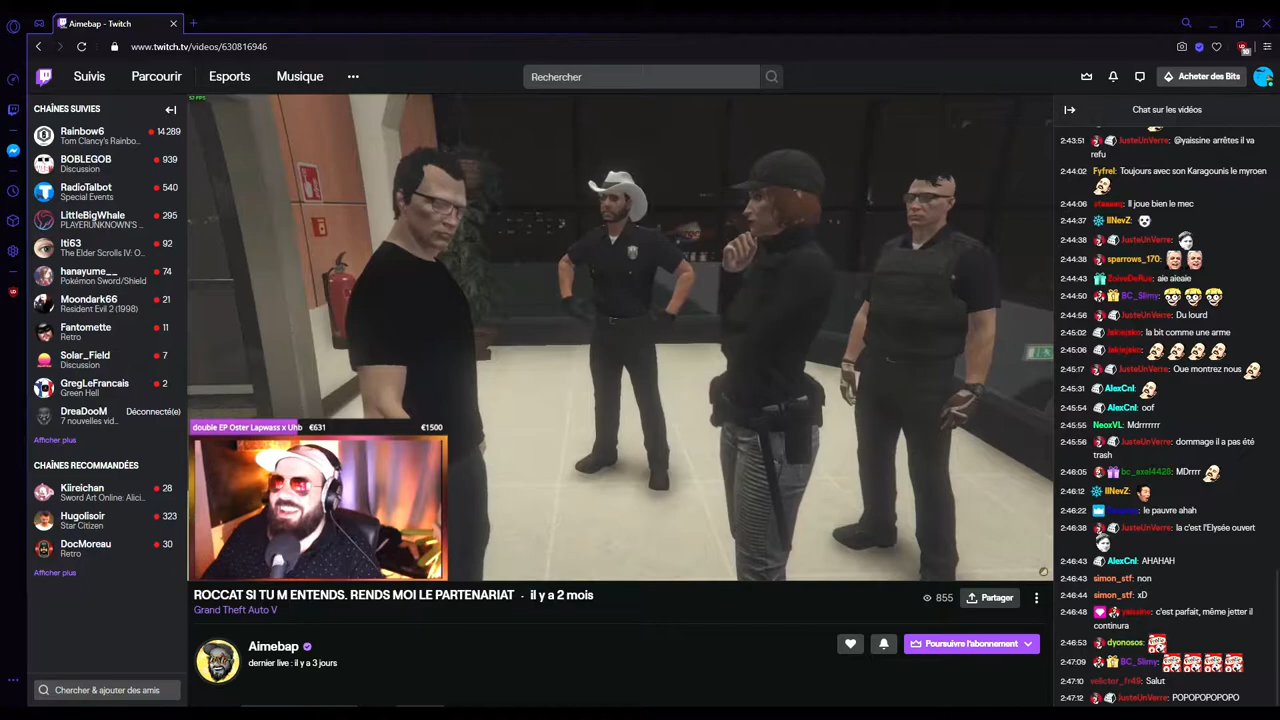 Aimebap - Twitch
www.twitch.tv/videos/630816946
Suivis
Parcourir
Esports
Musique
Rechercher
Acheter des Bits
CHAÎNES SUIVIES
Rainbow6
14 289
Tom Clancy's Rainbo...
BOBLEGOB
939
Discussion
RadioTalbot
540
Special Events
LittleBigWhale
295
PLAYERUNKNOWN'S ...
lti63
92
The Elder Scrolls IV: O...
hanayume__
74
Pokémon Sword/Shield
Moondark66
21
Resident Evil 2 (1998)
Fantomette
11
Retro
Solar_Field
7
Discussion
GregLeFrancais
2
Green Hell
DreaDooM
Déconnecté(e)
7 nouvelles vid...
Afficher plus
CHAÎNES RECOMMANDÉES
Kiireichan
28
Sword Art Online: Alici...
Hugolisoir
323
Star Citizen
DocMoreau
30
Retro
Afficher plus
Chercher & ajouter des amis
52 FPS
double EP Oster Lapwass x Uhb
€631
€1500
ROCCAT SI TU M ENTENDS. RENDS MOI LE PARTENARIAT · il y a 2 mois
Grand Theft Auto V
855
Partager
Aimebap
dernier live : il y a 3 jours
Poursuivre l'abonnement
Chat sur les vidéos
2:43:51 JusteUnVerre: @yaissine arrêtes il va
refu
2:44:02 Fyfrel: Toujours avec son Karagounis le myroen
2:44:06 : Il joue bien le mec
2:44:37 IlNevZ:
2:44:38 JusteUnVerre:
2:44:38 sparrows_170:
2:44:43 ZoneDeRue: aie aieaie
2:44:50 BC_Slimy:
2:44:56 JusteUnVerre: Du lourd
2:45:02 jakiejako: la bit comme une arme
2:45:06 jakiejako:
2:45:17 JusteUnVerre: Oue montrez nous
2:45:31 AlexCnl:
2:45:54 AlexCnl: oof
2:45:55 NeoxVL: Mdrrrrrrr
2:45:56 JusteUnVerre: dommage il a pas été
trash
2:46:05 bc_axel4428: MDrrrr
2:46:12 IlNevZ:
2:46:22 : le pauvre ahah
2:46:38 JusteUnVerre: la c'est l'Elysée ouvert
2:46:43 AlexCnl: AHAHAH
2:46:43 simon_stf: non
2:46:44 simon_stf: xD
2:46:48 yaissine: c'est parfait, même jetter il
continura
2:46:53 dyonosos:
2:47:09 BC_Slimy:
2:47:10 velictor_fr49: Salut
2:47:12 JusteUnVerre: POPOPOPOPOPO